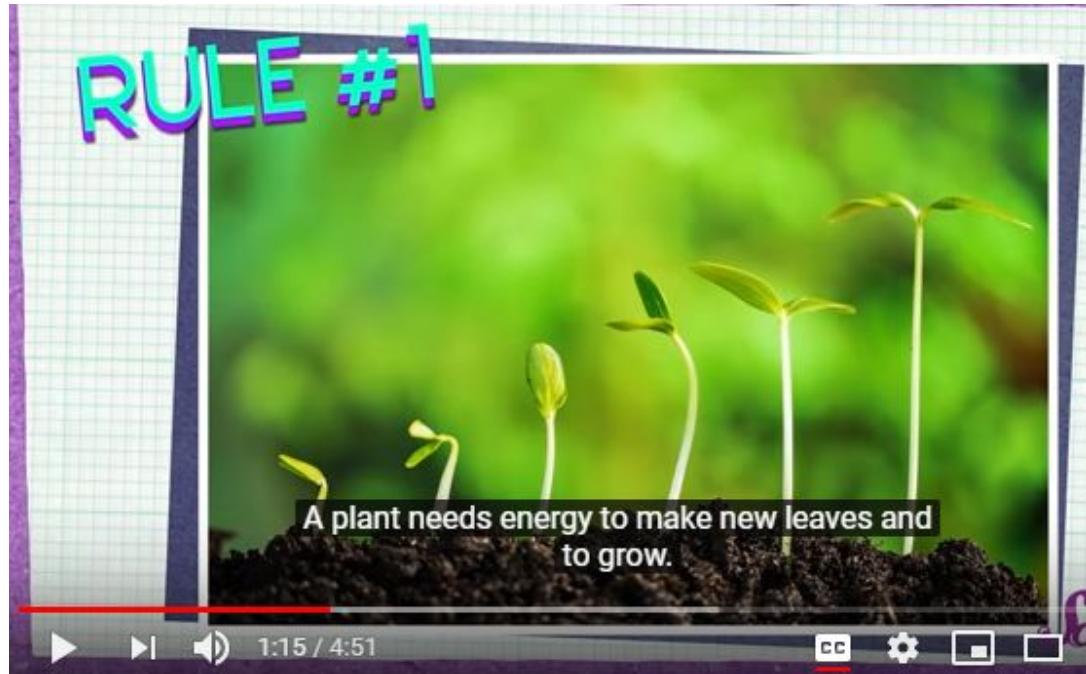 RULE #1
A plant needs energy to make new leaves and
to grow.
1:15 / 4:51
CC